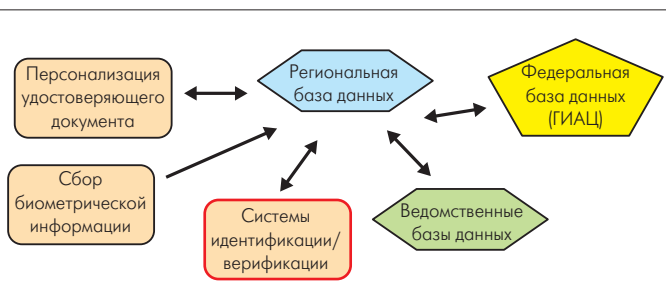 Персонализация
удостоверяющего
документа
Региональная
база данных
Федеральная
база данных
(ГИАЦ)
Сбор
биометрической
информации
Системы
идентификации/
верификации
Ведомственные
базы данных